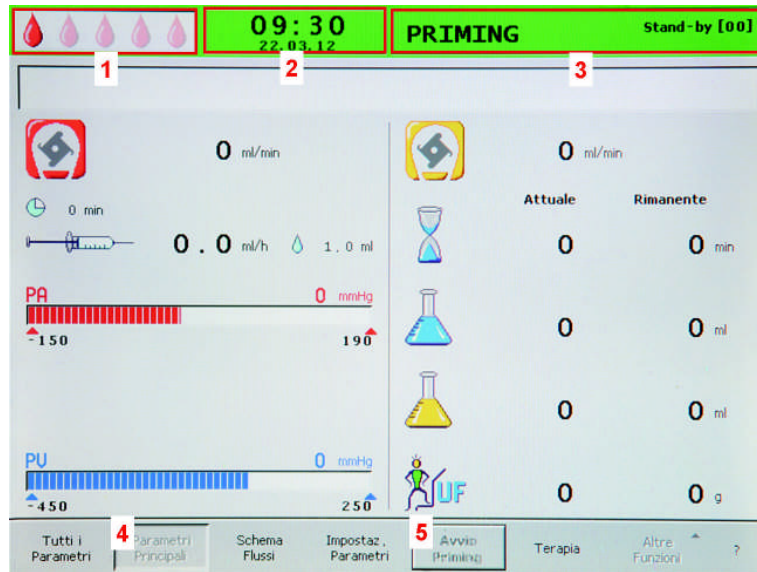 09:30
22.03.12
PRIMING
Stand-by [00]
1
2
3
0 ml/min
0 ml/min
0 min
Attuale
Rimanente
0.0 ml/h
1.0 ml
0
0 min
PA
0 mmHg
-150
190
0
0 ml
0
0 ml
PV
0 mmHg
-450
250
UF
0
0 g
4
5
Tutti i
Parametri
Parametri
Principali
Schema
Flussi
Impostaz.
Parametri
Avvio
Priming
Terapia
Altre
Funzioni
?